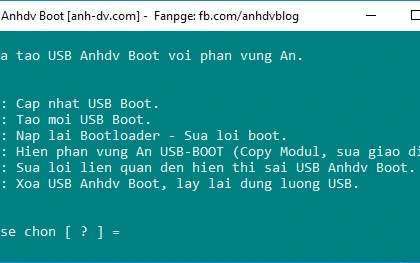 Anhdv Boot [anh-dv.com] - Fanpge: fb.com/anhdvblog
a tao USB Anhdv Boot voi phan vung An.
: Cap nhat USB Boot.
: Tao moi USB Boot.
: Nap lai Bootloader - Sua loi boot.
: Hien phan vung An USB-BOOT (Copy Modul, sua giao di
: Sua loi lien quan den hien thi sai USB Anhdv Boot.
: Xoa USB Anhdv Boot, lay lai dung luong USB.
se chon [ ? ] =